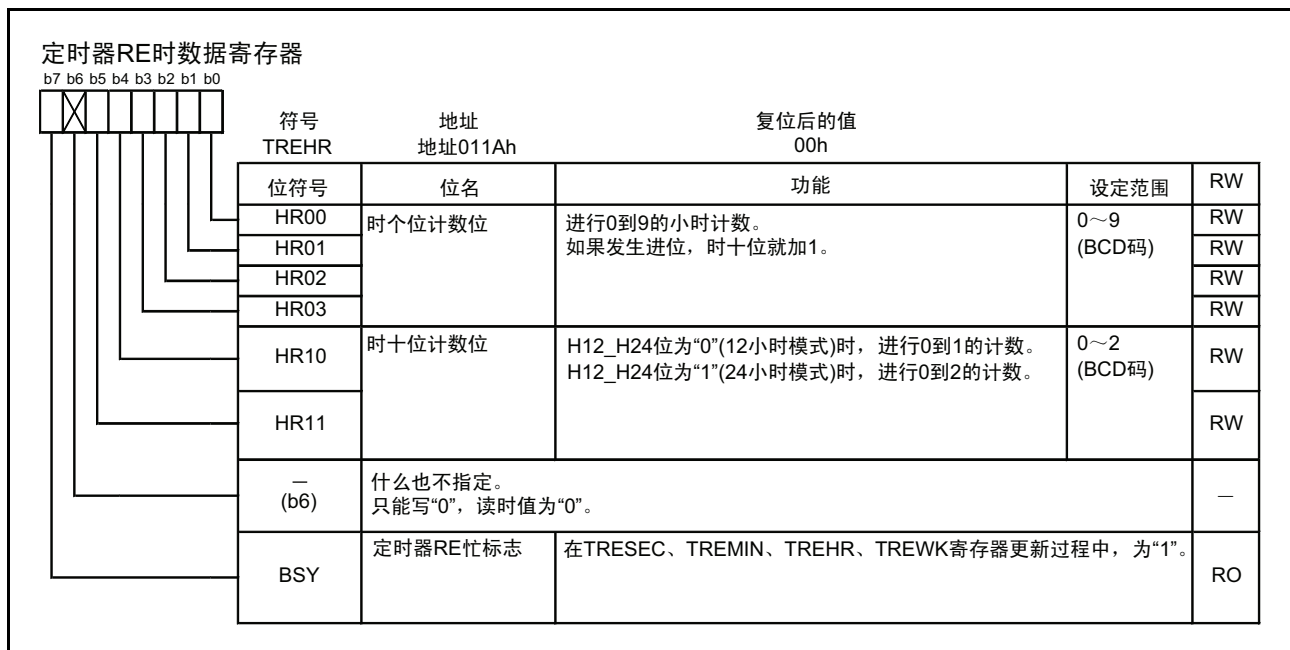 定时器RE时数据寄存器
b7 b6 b5 b4 b3 b2 b1 b0
符号 地址 复位后的值
TREHR 地址011Ah 00h
位符号 位名 功能 设定范围 RW
HR00 时个位计数位 进行0到9的小时计数。 0～9 RW
HR01 如果发生进位，时十位就加1。 (BCD码) RW
HR02 RW
HR03 RW
HR10 时十位计数位 H12_H24位为“0”(12小时模式)时，进行0到1的计数。 0～2 RW
H12_H24位为“1”(24小时模式)时，进行0到2的计数。 (BCD码)
HR11 RW
— 什么也不指定。 —
(b6) 只能写“0”，读时值为“0”。
定时器RE忙标志 在TRESEC、TREMIN、TREHR、TREWK寄存器更新过程中，为“1”。
BSY RO